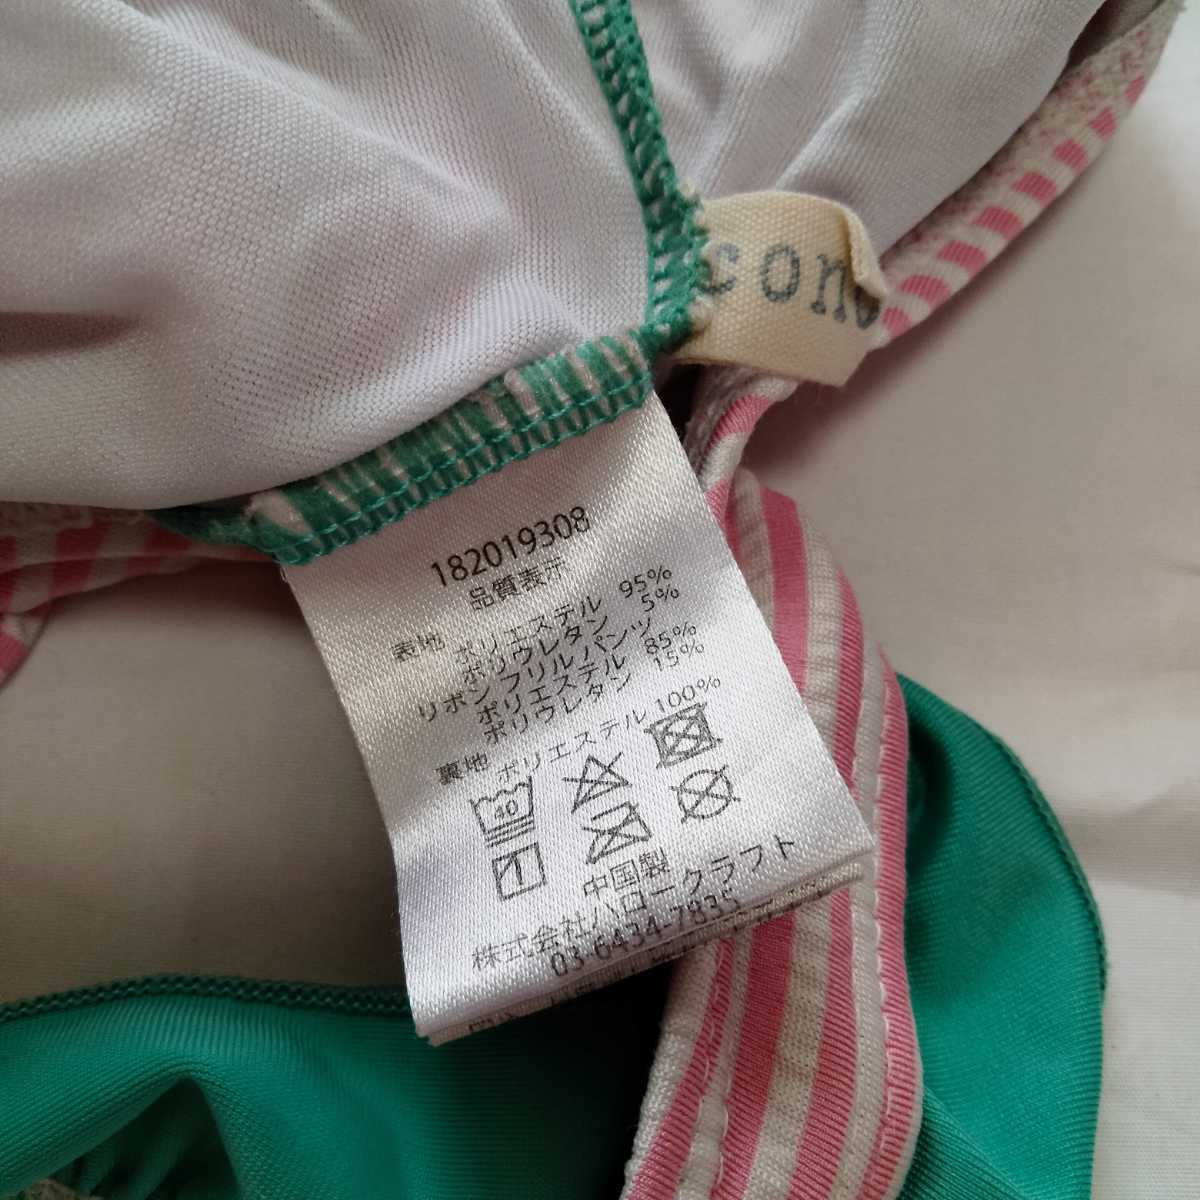 cono
182019308
品質表示
表地 ポリエステル 95%
ポリウレタン 5%
リボン フリル パンツ
ポリエステル 85%
ポリウレタン 15%
裏地 ポリエステル 100%
40
中国製
株式会社ハロークラフト
03-6434-7835